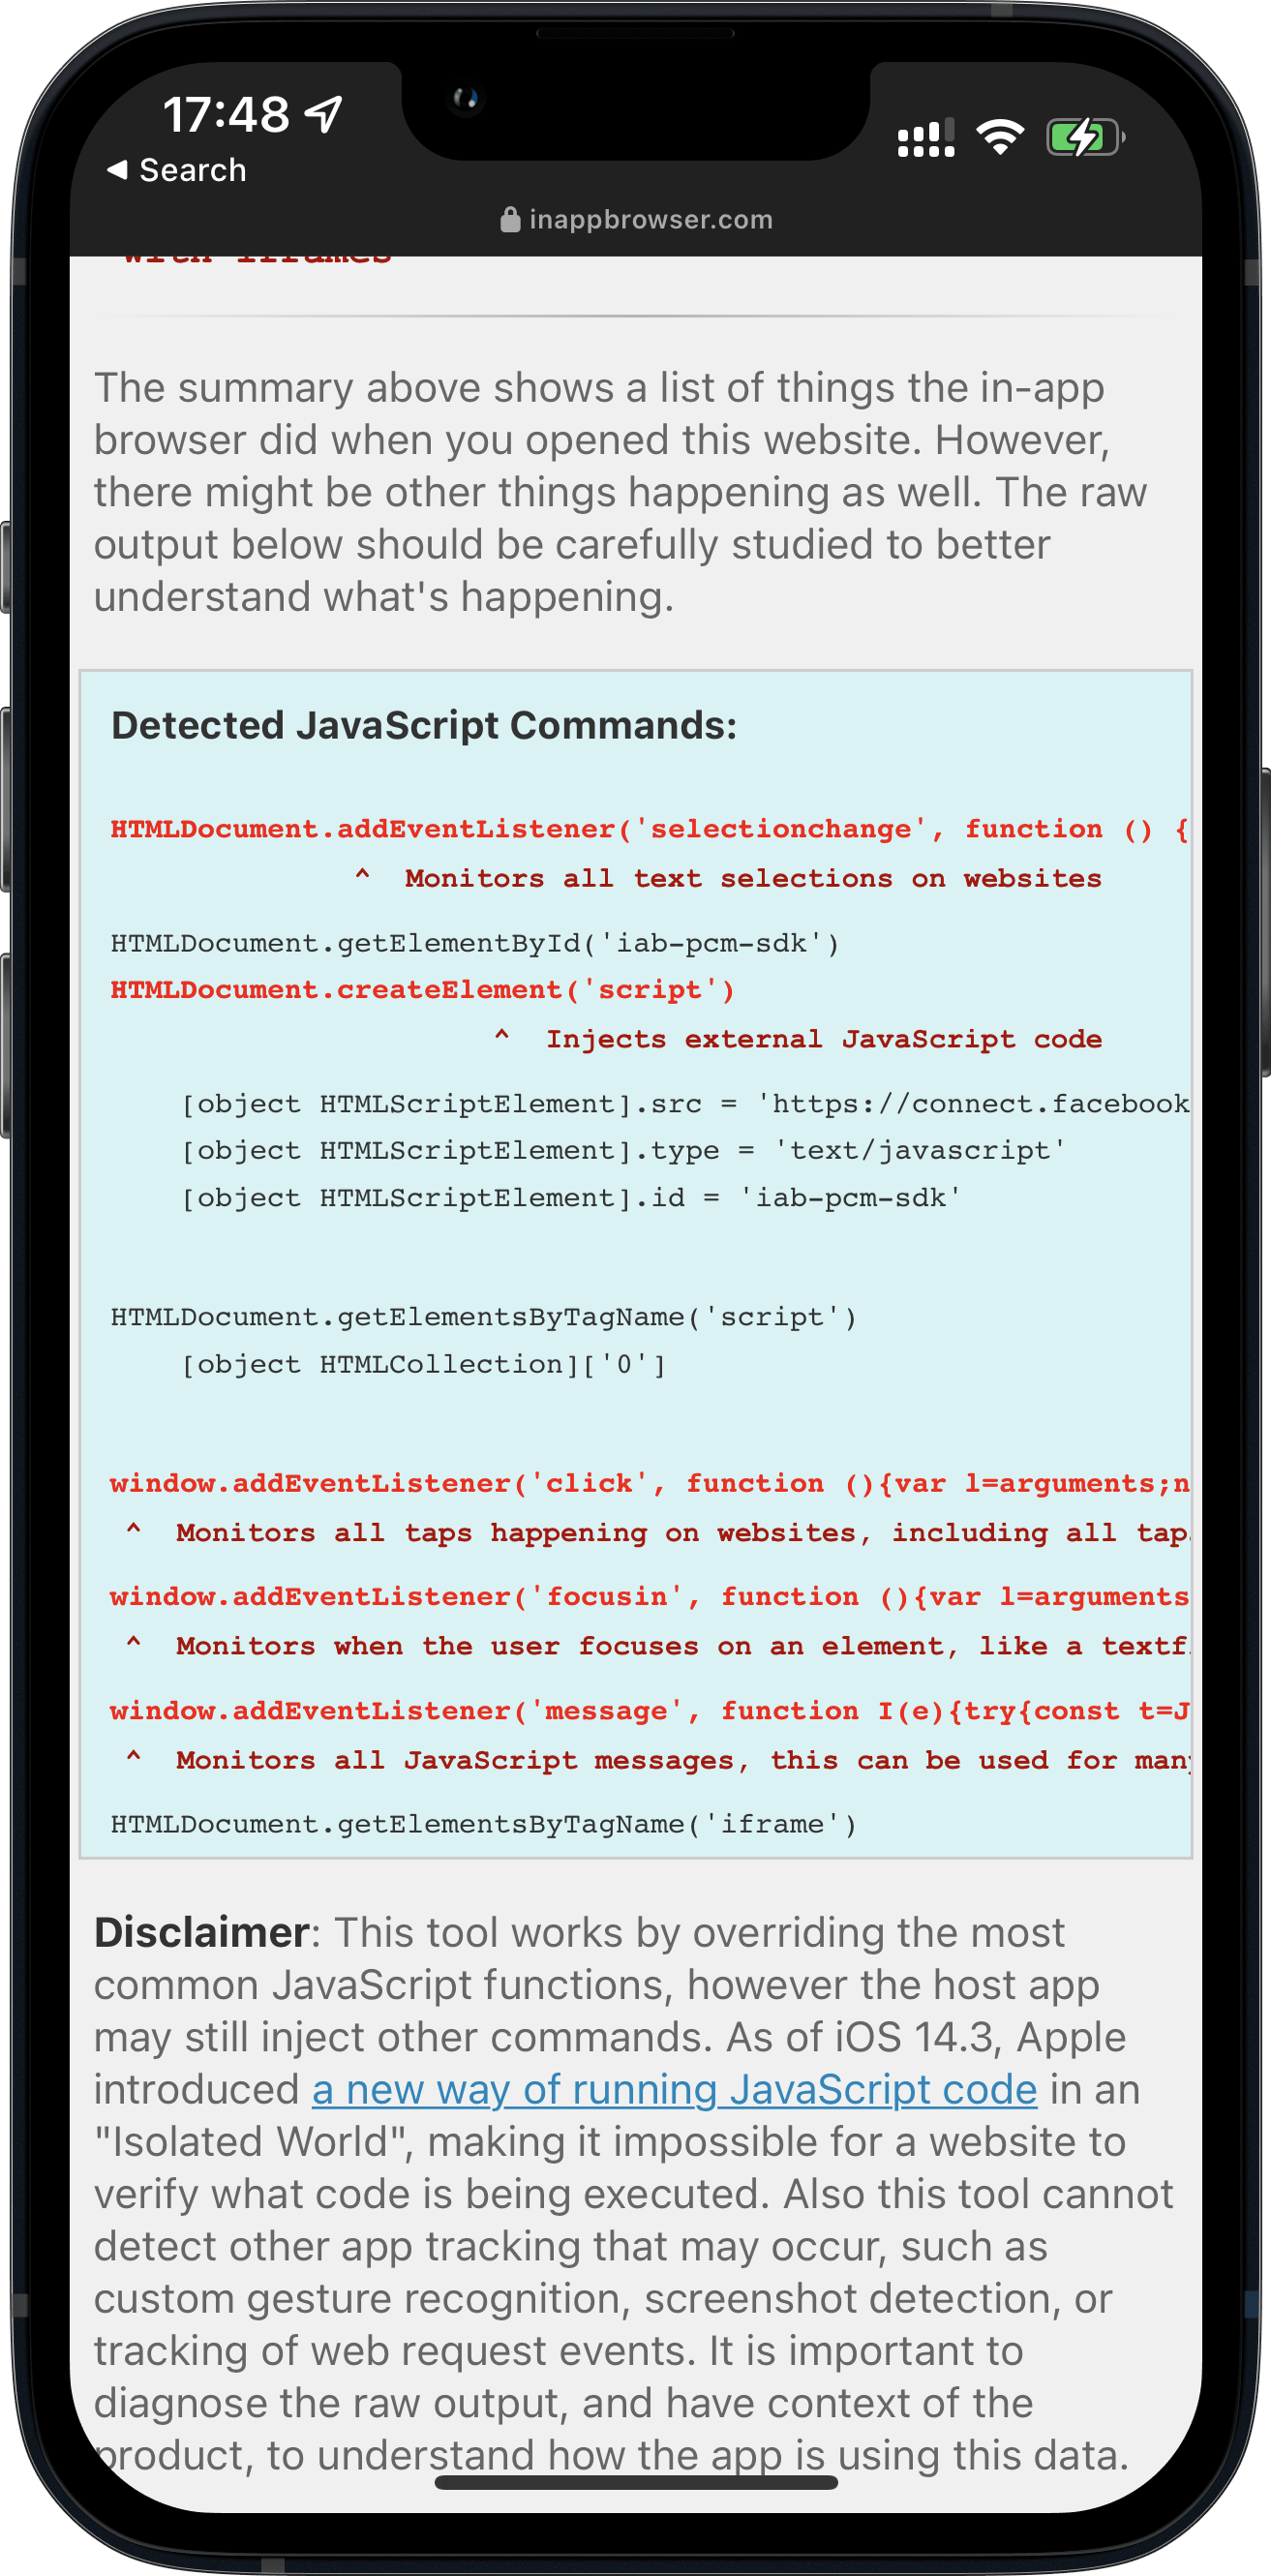 17:48
◀ Search
inappbrowser.com
with iframes
The summary above shows a list of things the in-app
browser did when you opened this website. However,
there might be other things happening as well. The raw
output below should be carefully studied to better
understand what's happening.
Detected JavaScript Commands:
HTMLDocument.addEventListener('selectionchange', function () {
^ Monitors all text selections on websites
HTMLDocument.getElementById('iab-pcm-sdk')
HTMLDocument.createElement('script')
^ Injects external JavaScript code
[object HTMLScriptElement].src = 'https://connect.facebook
[object HTMLScriptElement].type = 'text/javascript'
[object HTMLScriptElement].id = 'iab-pcm-sdk'
HTMLDocument.getElementsByTagName('script')
[object HTMLCollection]['0']
window.addEventListener('click', function (){var l=arguments;n
^ Monitors all taps happening on websites, including all tap
window.addEventListener('focusin', function (){var l=arguments
^ Monitors when the user focuses on an element, like a textf
window.addEventListener('message', function I(e){try{const t=J
^ Monitors all JavaScript messages, this can be used for many
HTMLDocument.getElementsByTagName('iframe')
Disclaimer: This tool works by overriding the most
common JavaScript functions, however the host app
may still inject other commands. As of iOS 14.3, Apple
introduced a new way of running JavaScript code in an
"Isolated World", making it impossible for a website to
verify what code is being executed. Also this tool cannot
detect other app tracking that may occur, such as
custom gesture recognition, screenshot detection, or
tracking of web request events. It is important to
diagnose the raw output, and have context of the
product, to understand how the app is using this data.